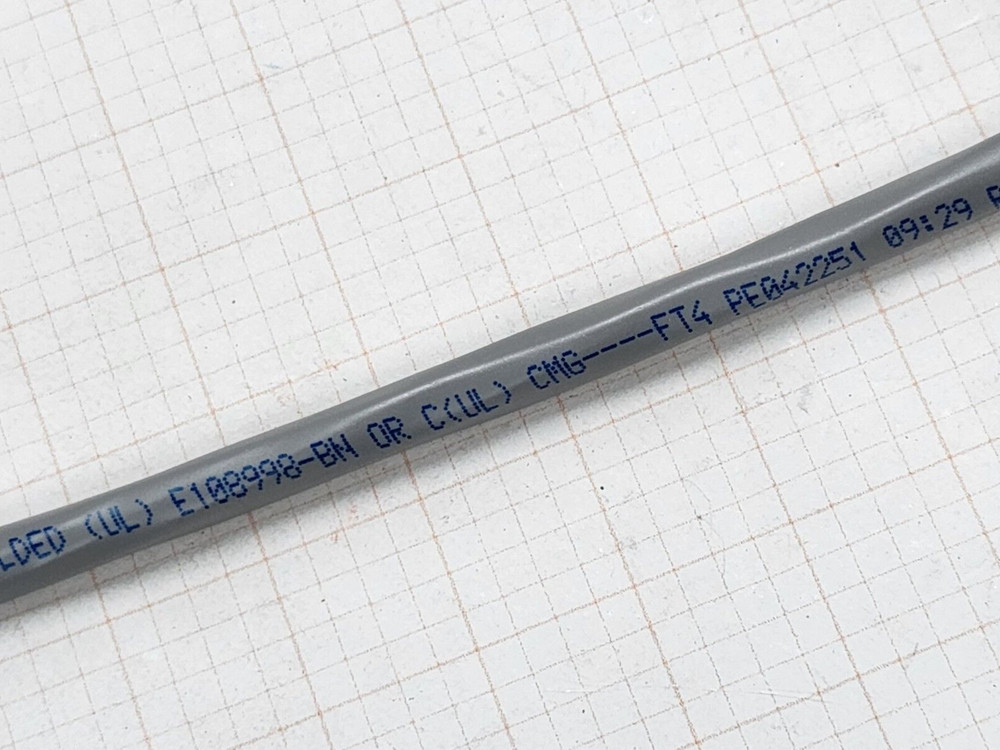 LDED (UL) E108998-BN OR C(UL) CMG----FT4 PE042251 09:29